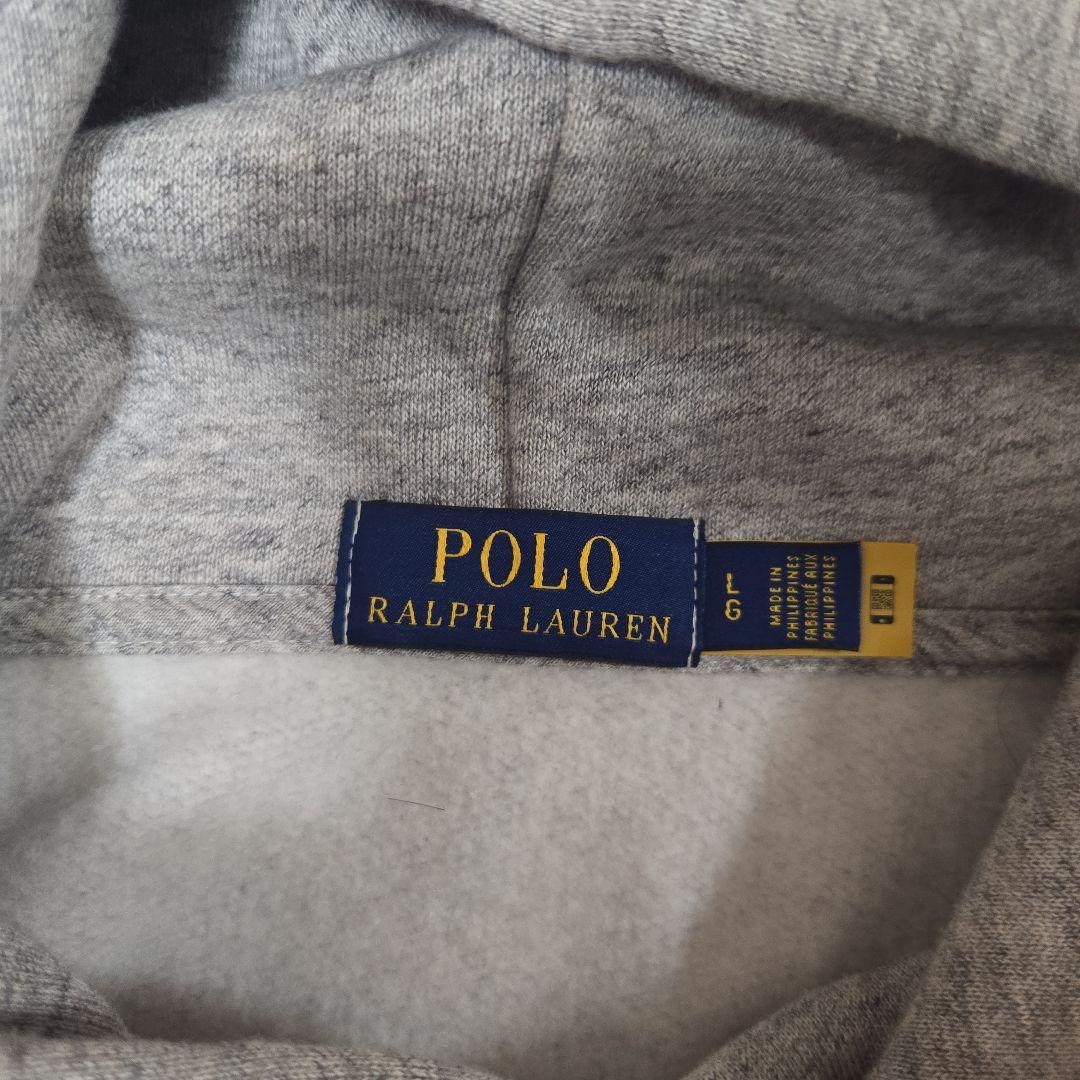 POLO
RALPH LAUREN
L
G
MADE IN
PHILIPPINES
FABRIQUÉ AUX
PHILIPPINES